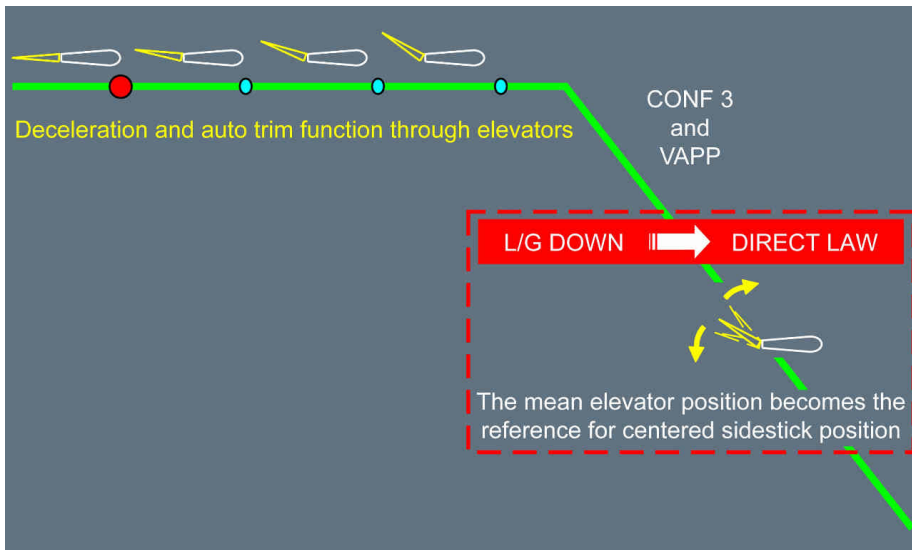 Deceleration and auto trim function through elevators
CONF 3
and
VAPP
L/G DOWN DIRECT LAW
The mean elevator position becomes the
reference for centered sidestick position